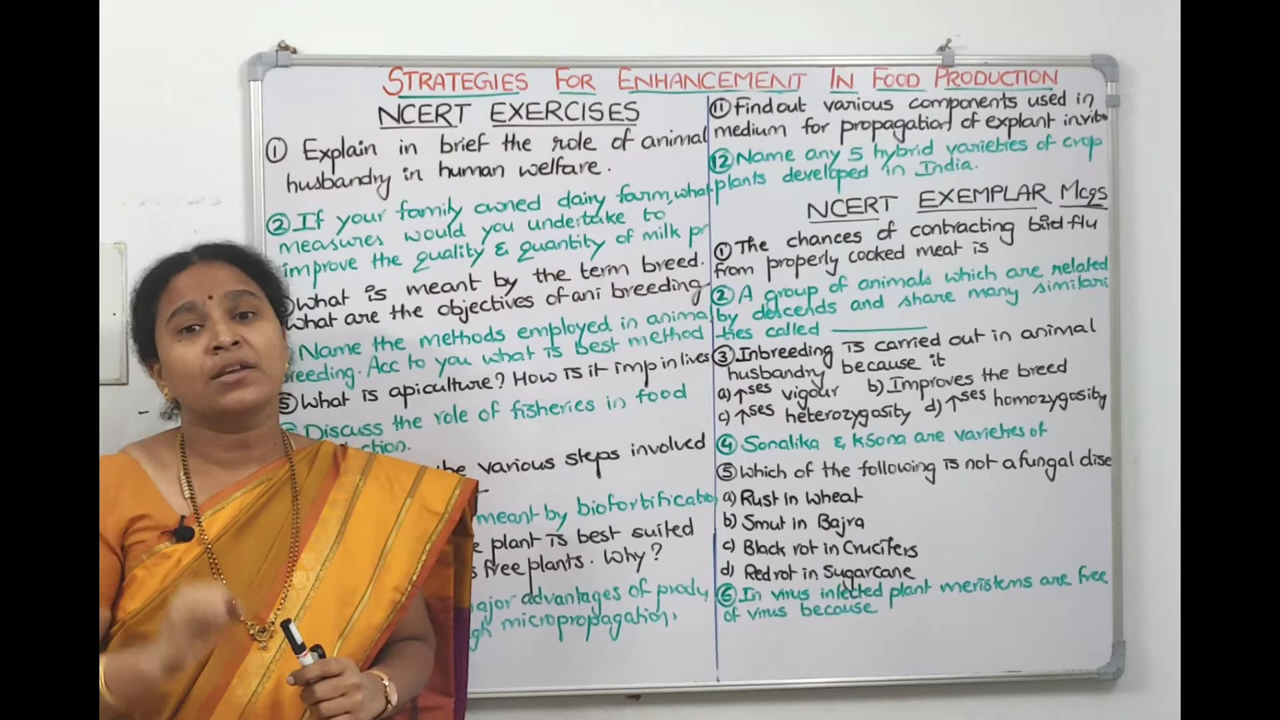 STRATEGIES FOR ENHANCEMENT IN FOOD PRODUCTION
NCERT EXERCISES
① Explain in brief the role of animal
husbandry in human welfare.
② If your family owned dairy farm, what
measures would you undertake to
improve the quality & quantity of milk pr
What is meant by the term breed.
What are the objectives of ani breeding
Name the methods employed in anima
breeding. Acc to you what is best method
⑤ What is apiculture? How is it imp in lives
Discuss the role of fisheries in food
ction.
the various steps involved
meant by biofortificatio
plant is best suited
s free plants. Why?
ajor advantages of produ
gh micropropagation.
⑪ Find out various components used in
medium for propagation of explant invitr
⑫ Name any 5 hybrid varieties of crop
plants developed in India.
NCERT EXEMPLAR Mcqs
① The chances of contracting bird flu
from properly cooked meat is
② A group of animals which are related
by descends and share many similari
-ties called ________
③ Inbreeding is carried out in animal
husbandry because it
a) ↑ses vigour b) Improves the breed
c) ↑ses heterozygosity d) ↑ses homozygosity
④ Sonalika & kSona are varieties of
⑤ Which of the following is not a fungal dise
a) Rust in Wheat
b) Smut in Bajra
c) Black rot in Crucifers
d) Red rot in Sugarcane
⑥ In virus infected plant meristems are free
of virus because